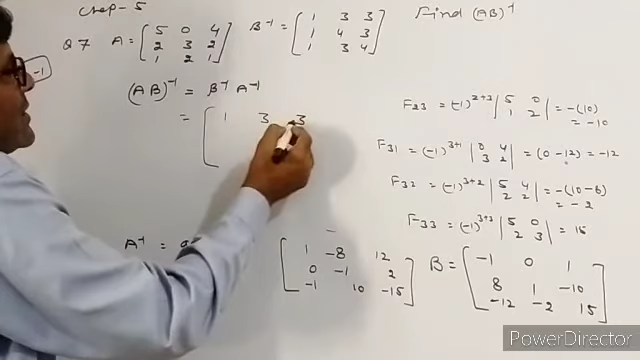 Chap-5
Find (AB)⁻¹
Q7 A = [5 0 4
2 3 2
1 2 1]
B⁻¹ = [1 3 3
1 4 3
1 3 4]
-1
(AB)⁻¹ = B⁻¹ A⁻¹
= [1 3 3
F23 = (-1)²⁺³ |5 0
1 2| = -(10)
= -10
F31 = (-1)³⁺¹ |0 4
3 2| = (0-12) = -12
F32 = (-1)³⁺² |5 4
2 2| = -(10-8)
= -2
F33 = (-1)³⁺³ |5 0
2 3| = 15
A⁻¹ =
[1 -8 12
0 -1 2
-1 10 -15]
B = [-1 0 1
8 1 -10
-12 -2 15]
PowerDirector